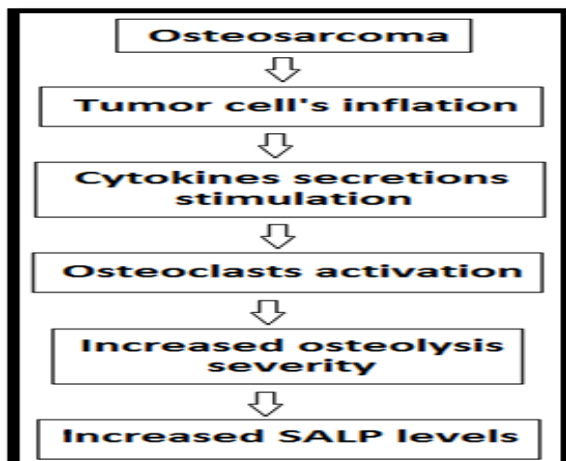 Osteosarcoma
Tumor cell's inflation
Cytokines secretions
stimulation
Osteoclasts activation
Increased osteolysis
severity
Increased SALP levels